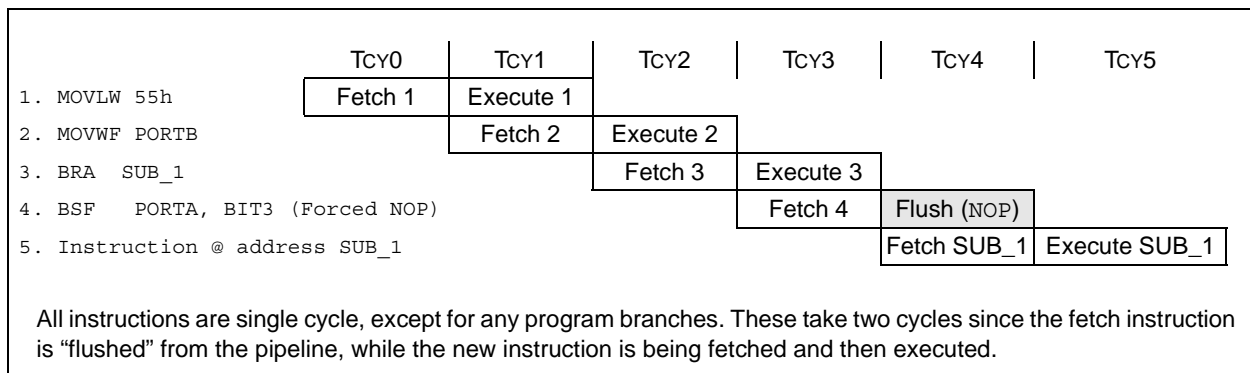 TCY0 TCY1 TCY2 TCY3 TCY4 TCY5
1. MOVLW 55h Fetch 1 Execute 1
2. MOVWF PORTB Fetch 2 Execute 2
3. BRA SUB_1 Fetch 3 Execute 3
4. BSF PORTA, BIT3 (Forced NOP) Fetch 4 Flush (NOP)
5. Instruction @ address SUB_1 Fetch SUB_1 Execute SUB_1
All instructions are single cycle, except for any program branches. These take two cycles since the fetch instruction
is “flushed” from the pipeline, while the new instruction is being fetched and then executed.